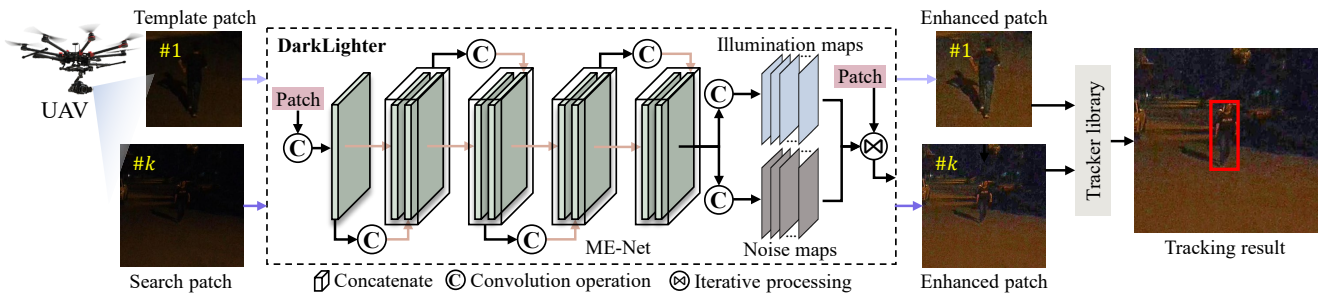 Template patch
#1
UAV
#k
Search patch
DarkLighter
Patch
C
C
C
C
C
C
C
ME-Net
Illumination maps
Noise maps
Patch
Concatenate
C Convolution operation
Iterative processing
Enhanced patch
#1
#k
Enhanced patch
Tracker library
Tracking result